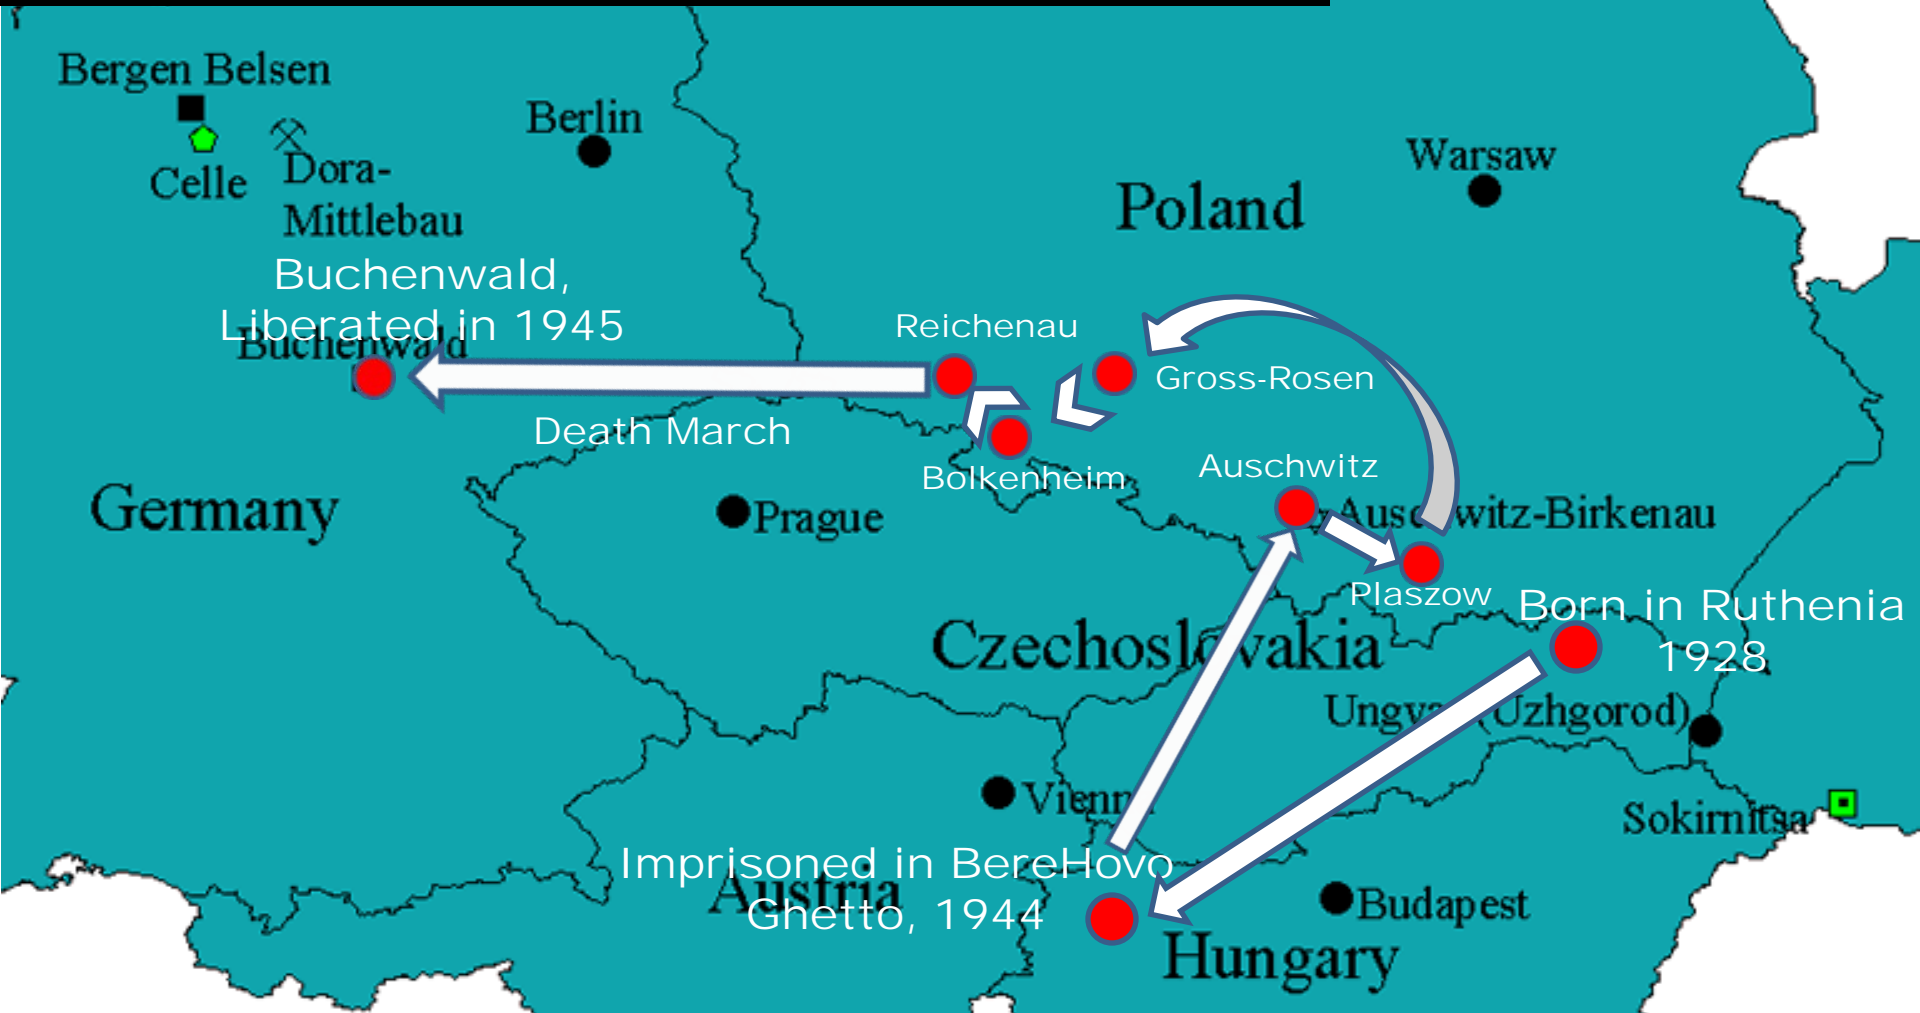 Bergen Belsen
Berlin
Celle
Dora-
Mittlebau
Warsaw
Poland
Buchenwald,
Liberated in 1945
Buchenwald
Reichenau
Gross-Rosen
Death March
Bolkenheim
Auschwitz
Germany
Prague
Auschwitz-Birkenau
Plaszow
Born in Ruthenia
1928
Czechoslovakia
(Uzhgorod)
Vienna
Sokirnitsa
Imprisoned in BereHovo
Ghetto, 1944
Austria
Budapest
Hungary